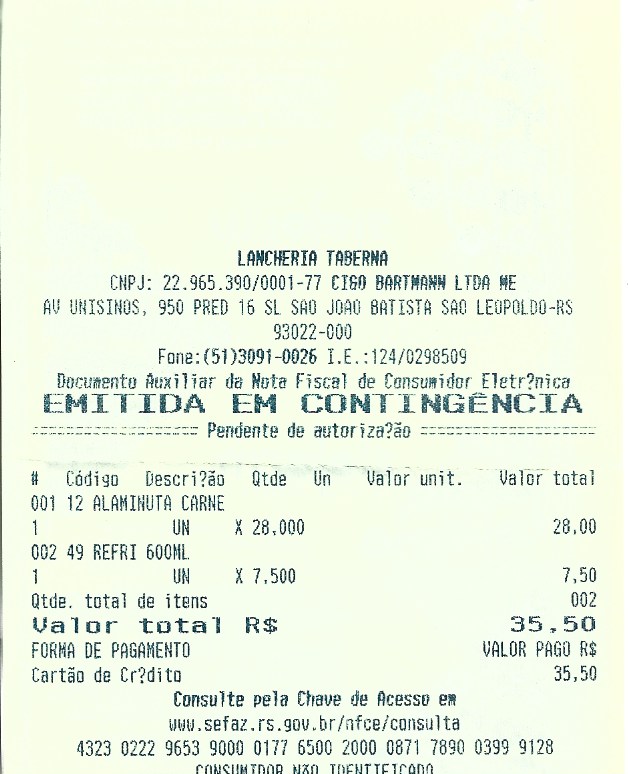 LANCHERIA TABERNA
CNPJ: 22.965.390/0001-77 CIGO BARTMANN LTDA ME
AV UNISINOS, 950 PRED 16 SL SAO JOAO BATISTA SAO LEOPOLDO-RS
93022-000
Fone:(51)3091-0026 I.E.:124/0298509
Documento Auxiliar da Nota Fiscal de Consumidor Eletr?nica
EMITIDA EM CONTINGÊNCIA
=================== Pendente de autoriza?ão ====================
# Código Descri?ão Qtde Un Valor unit. Valor total
001 12 ALAMINUTA CARNE
1 UN X 28,000 28,00
002 49 REFRI 600ML
1 UN X 7,500 7,50
Qtde. total de itens 002
Valor total R$ 35,50
FORMA DE PAGAMENTO VALOR PAGO R$
Cartão de Cr?dito 35,50
Consulte pela Chave de Acesso em
www.sefaz.rs.gov.br/nfce/consulta
4323 0222 9653 9000 0177 6500 2000 0871 7890 0399 9128
CONSUMIDOR NÃO IDENTIFICADO